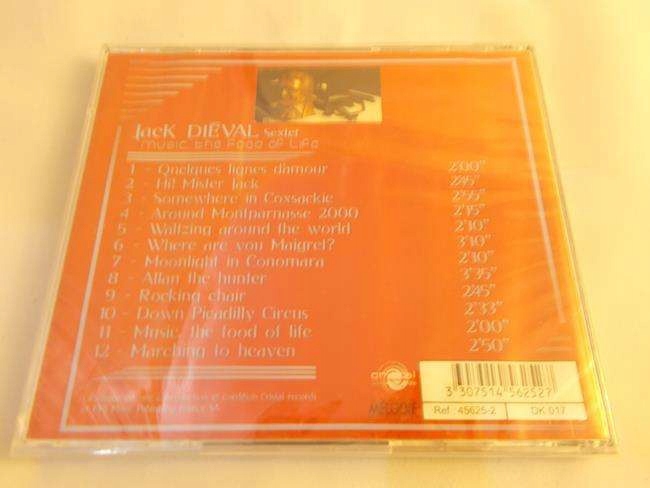 Jack DIÉVAL Sextet
Music the Food of Life
1 - Quelques lignes d'amour 2'00"
2 - Hi! Mister Jack 2'45"
3 - Somewhere in Coxsackie 2'55"
4 - Around Montparnasse 2000 2'15"
5 - Waltzing around the world 2'10"
6 - Where are you Maigret? 3'10"
7 - Moonlight in Conomara 2'10"
8 - Allan the hunter 3'35"
9 - Rocking chair 2'45"
10 - Down Picadilly Circus 2'33"
11 - Music, the food of life 2'00"
12 - Marching to heaven 2'50"
3 307514 562527
Ref. 45625-2 DK 017